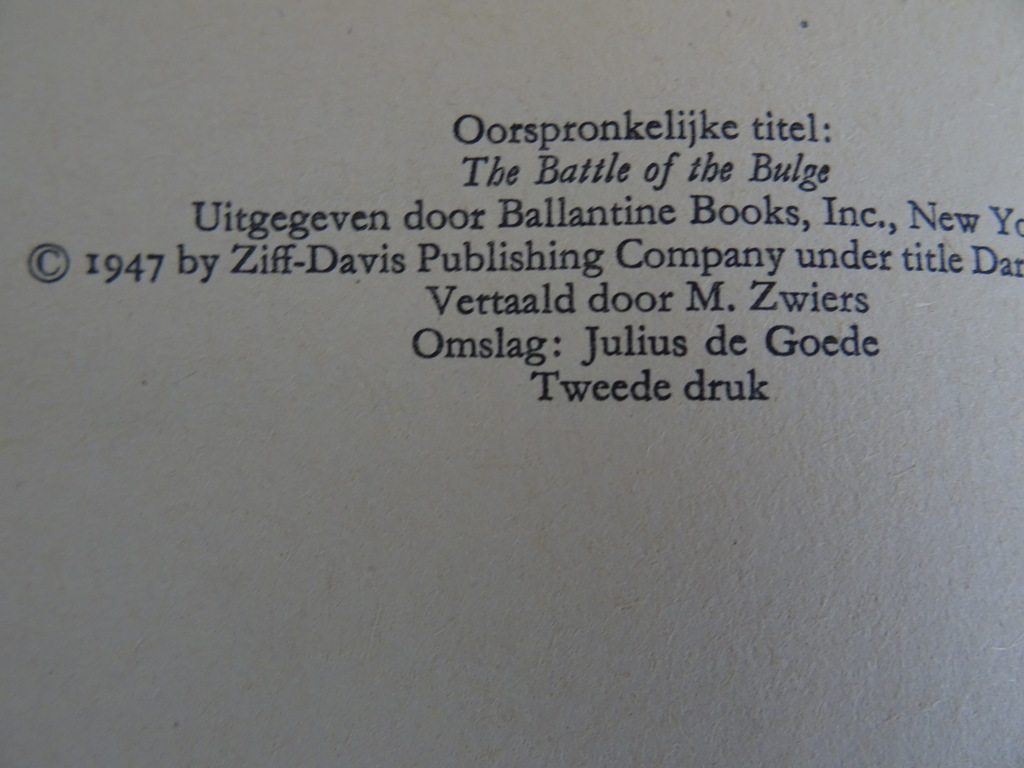 Oorspronkelijke titel:
The Battle of the Bulge
Uitgegeven door Ballantine Books, Inc., New
© 1947 by Ziff-Davis Publishing Company under title
Vertaald door M. Zwiers
Omslag: Julius de Goede
Tweede druk